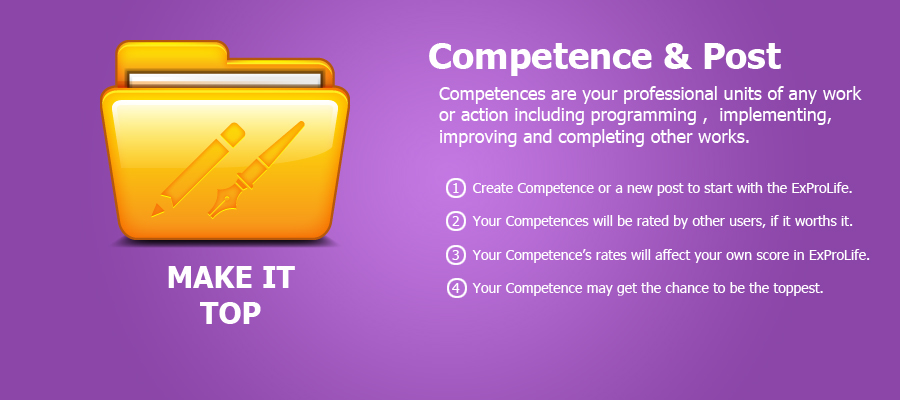 Competence & Post
Competences are your professional units of any work
or action including programming ,  implementing,
improving and completing other works.
1 Create Competence or a new post to start with the ExProLife.
2 Your Competences will be rated by other users, if it worths it.
3 Your Competence’s rates will affect your own score in ExProLife.
4 Your Competence may get the chance to be the toppest.
MAKE IT
TOP